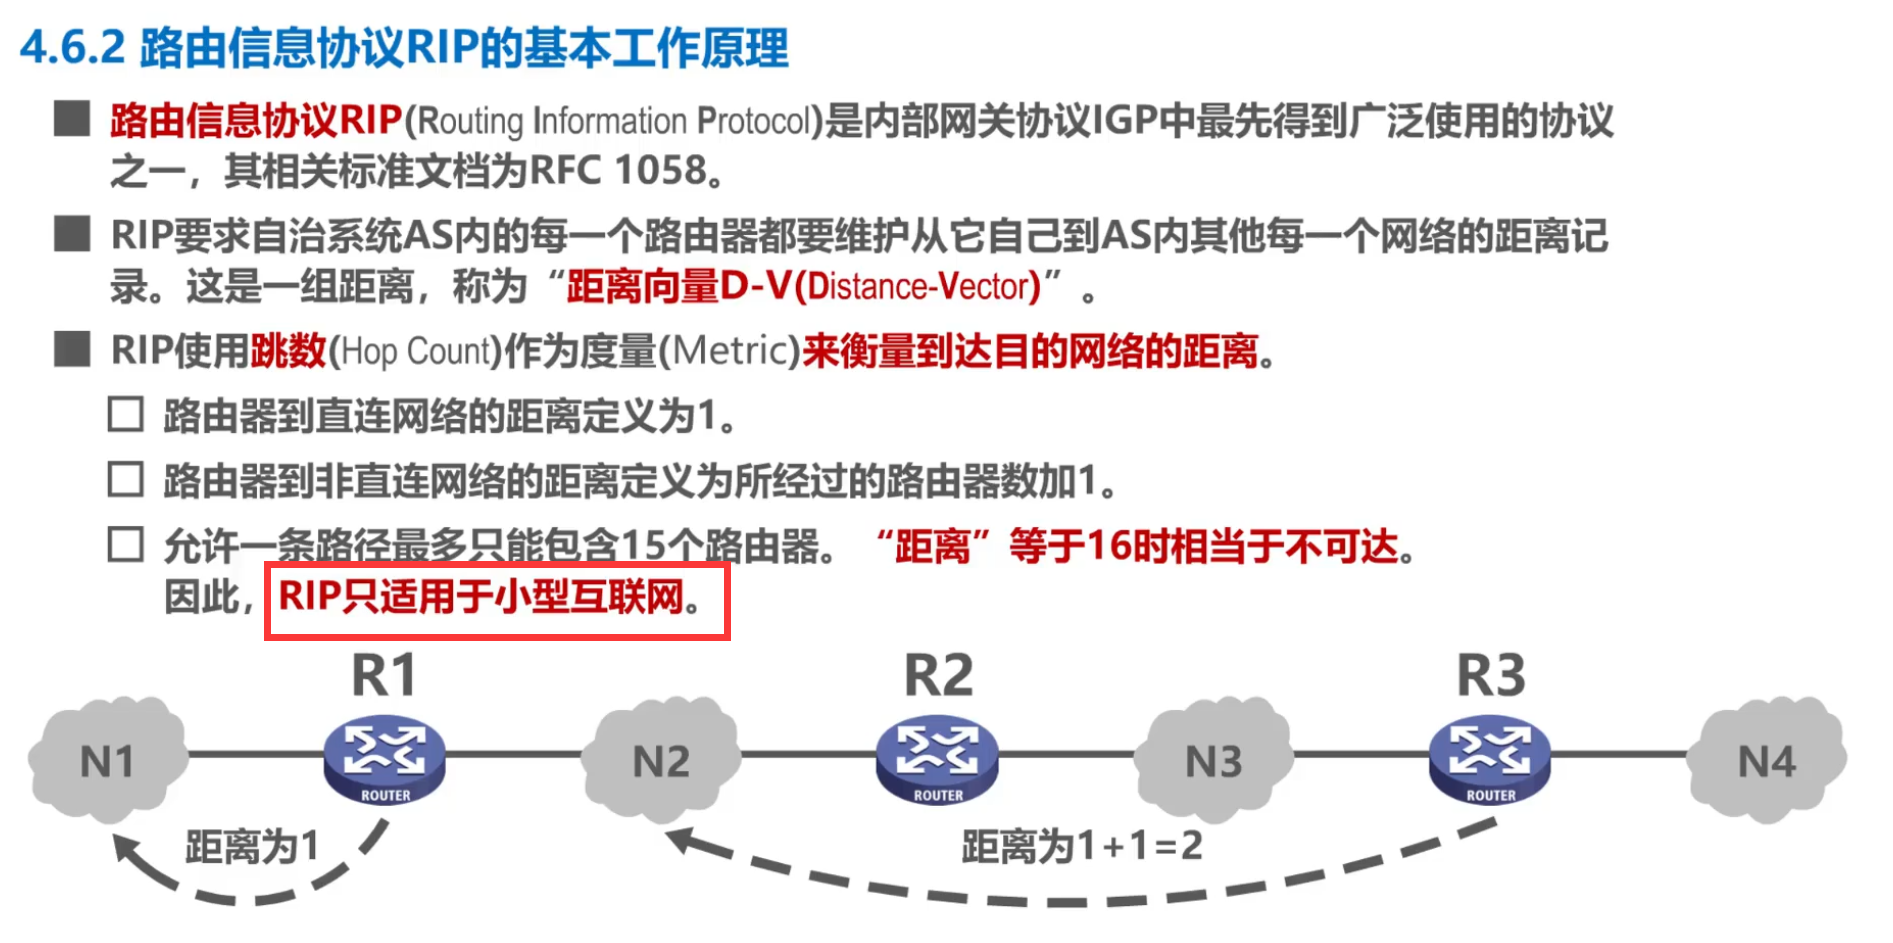 4.6.2 路由信息协议RIP的基本工作原理
路由信息协议RIP(Routing Information Protocol)是内部网关协议IGP中最先得到广泛使用的协议
之一，其相关标准文档为RFC 1058。
RIP要求自治系统AS内的每一个路由器都要维护从它自己到AS内其他每一个网络的距离记
录。这是一组距离，称为“距离向量D-V(Distance-Vector)”。
RIP使用跳数(Hop Count)作为度量(Metric)来衡量到达目的网络的距离。
路由器到直连网络的距离定义为1。
路由器到非直连网络的距离定义为所经过的路由器数加1。
允许一条路径最多只能包含15个路由器。 “距离”等于16时相当于不可达。
因此，RIP只适用于小型互联网。
R1 R2 R3
N1 N2 N3 N4
ROUTER ROUTER ROUTER
距离为1 距离为1+1=2